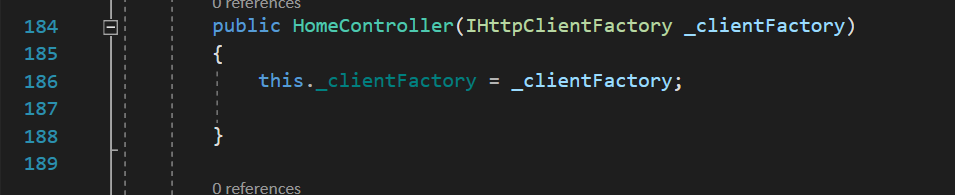 0 references
184 public HomeController(IHttpClientFactory _clientFactory)
185 {
186 this._clientFactory = _clientFactory;
187
188 }
189
0 references